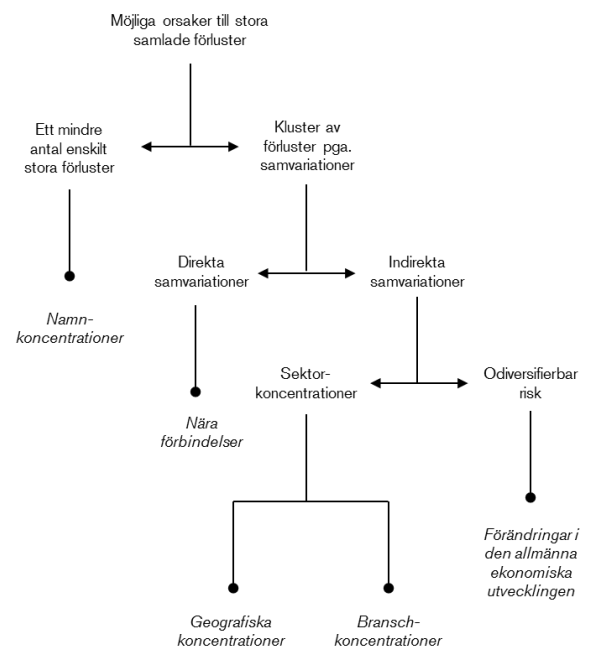 Möjliga orsaker till stora
samlade förluster
Ett mindre
antal enskilt
stora förluster
Kluster av
förluster pga.
samvariationer
Namn-
koncentrationer
Direkta
samvariationer
Indirekta
samvariationer
Nära
förbindelser
Sektor-
koncentrationer
Odiversifierbar
risk
Geografiska
koncentrationer
Bransch-
koncentrationer
Förändringar i
den allmänna
ekonomiska
utvecklingen